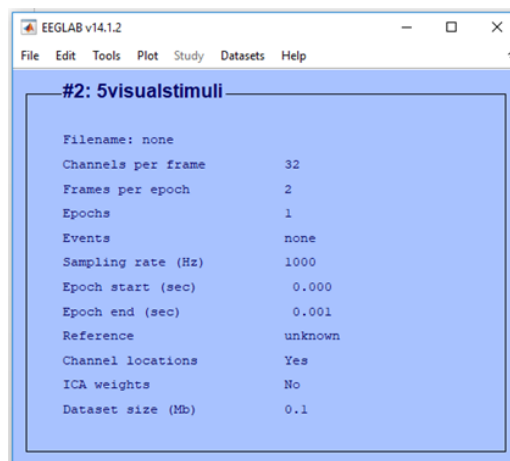 EEGLAB v14.1.2
File Edit Tools Plot Study Datasets Help
#2: 5visualstimuli
Filename: none
Channels per frame 32
Frames per epoch 2
Epochs 1
Events none
Sampling rate (Hz) 1000
Epoch start (sec) 0.000
Epoch end (sec) 0.001
Reference unknown
Channel locations Yes
ICA weights No
Dataset size (Mb) 0.1